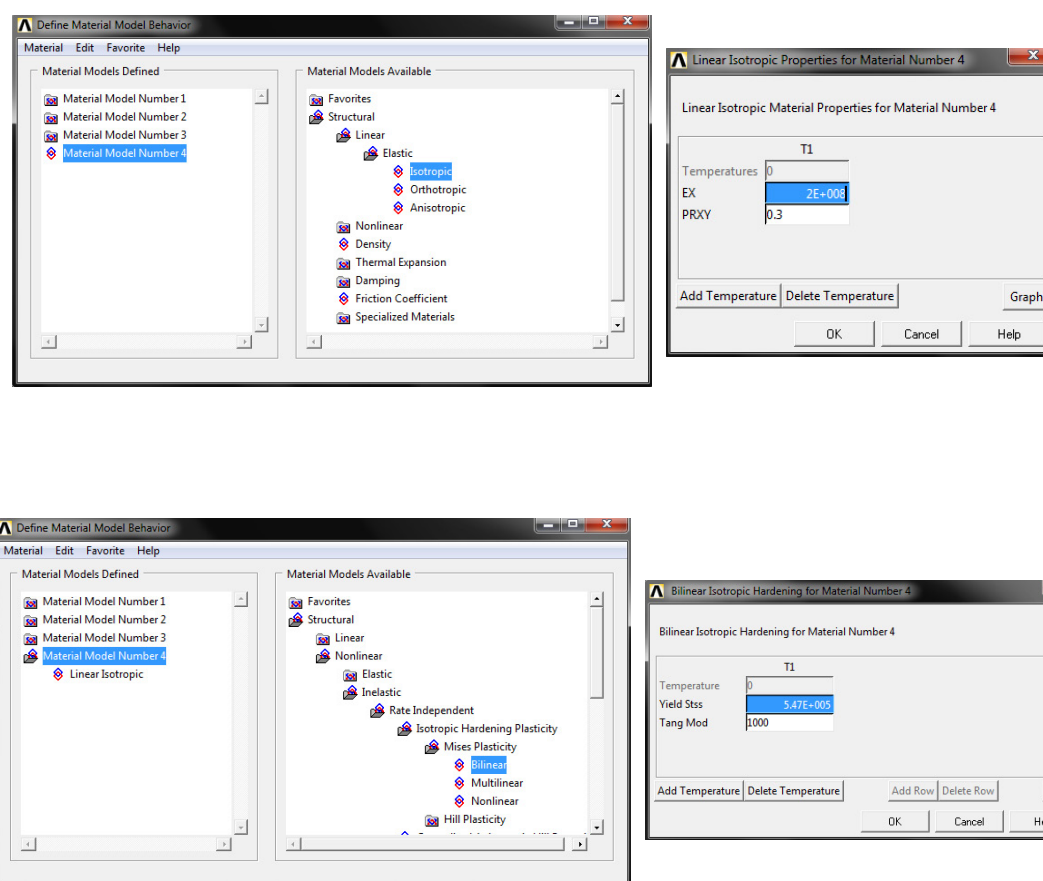 Define Material Model Behavior
Material Edit Favorite Help
Material Models Defined
Material Model Number 1
Material Model Number 2
Material Model Number 3
Material Model Number 4
Material Models Available
Favorites
Structural
Linear
Elastic
Isotropic
Orthotropic
Anisotropic
Nonlinear
Density
Thermal Expansion
Damping
Friction Coefficient
Specialized Materials
Linear Isotropic Properties for Material Number 4
Linear Isotropic Material Properties for Material Number 4
T1
Temperatures 0
EX 2E+008
PRXY 0.3
Add Temperature Delete Temperature Graph
OK Cancel Help
Define Material Model Behavior
Material Edit Favorite Help
Material Models Defined
Material Model Number 1
Material Model Number 2
Material Model Number 3
Material Model Number 4
Linear Isotropic
Material Models Available
Favorites
Structural
Linear
Nonlinear
Elastic
Inelastic
Rate Independent
Isotropic Hardening Plasticity
Mises Plasticity
Bilinear
Multilinear
Nonlinear
Hill Plasticity
Bilinear Isotropic Hardening for Material Number 4
Bilinear Isotropic Hardening for Material Number 4
T1
Temperature 0
Yield Stss 5.47E+005
Tang Mod 1000
Add Temperature Delete Temperature Add Row Delete Row
OK Cancel He